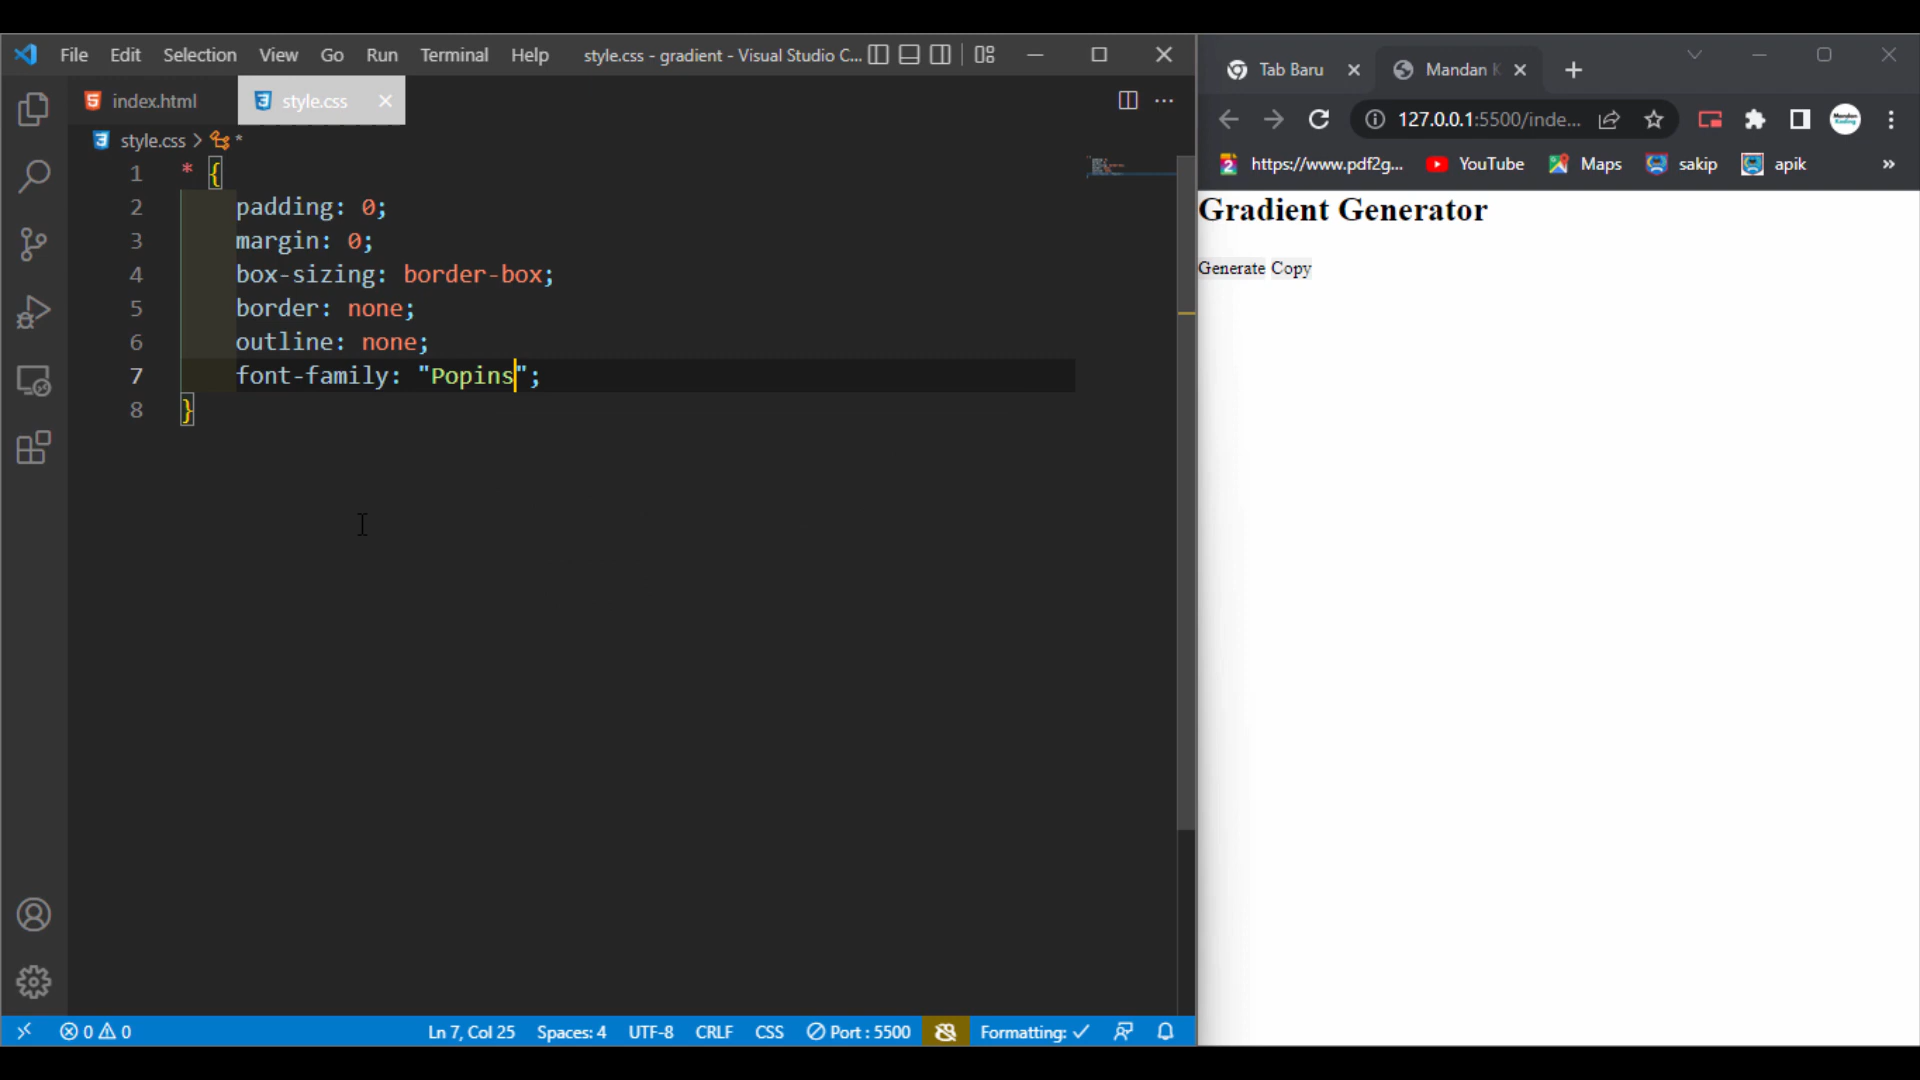 File Edit Selection View Go Run Terminal Help style.css - gradient - Visual Studio C...
index.html style.css
style.css > *
1 * {
2 padding: 0;
3 margin: 0;
4 box-sizing: border-box;
5 border: none;
6 outline: none;
7 font-family: "Popins";
8 }
0 0 Ln 7, Col 25 Spaces: 4 UTF-8 CRLF CSS Port : 5500 Formatting: ✓
Tab Baru Mandan K
127.0.0.1:5500/inde...
https://www.pdf2g... YouTube Maps sakip apik »
Gradient Generator
Generate Copy